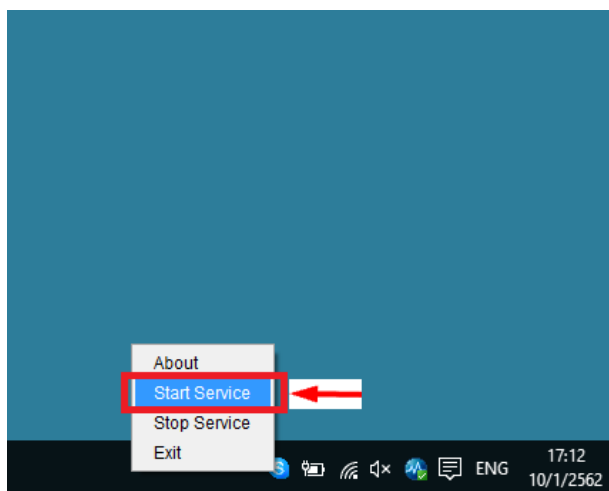 About
Start Service
Stop Service
Exit
S
ENG
17:12
10/1/2562